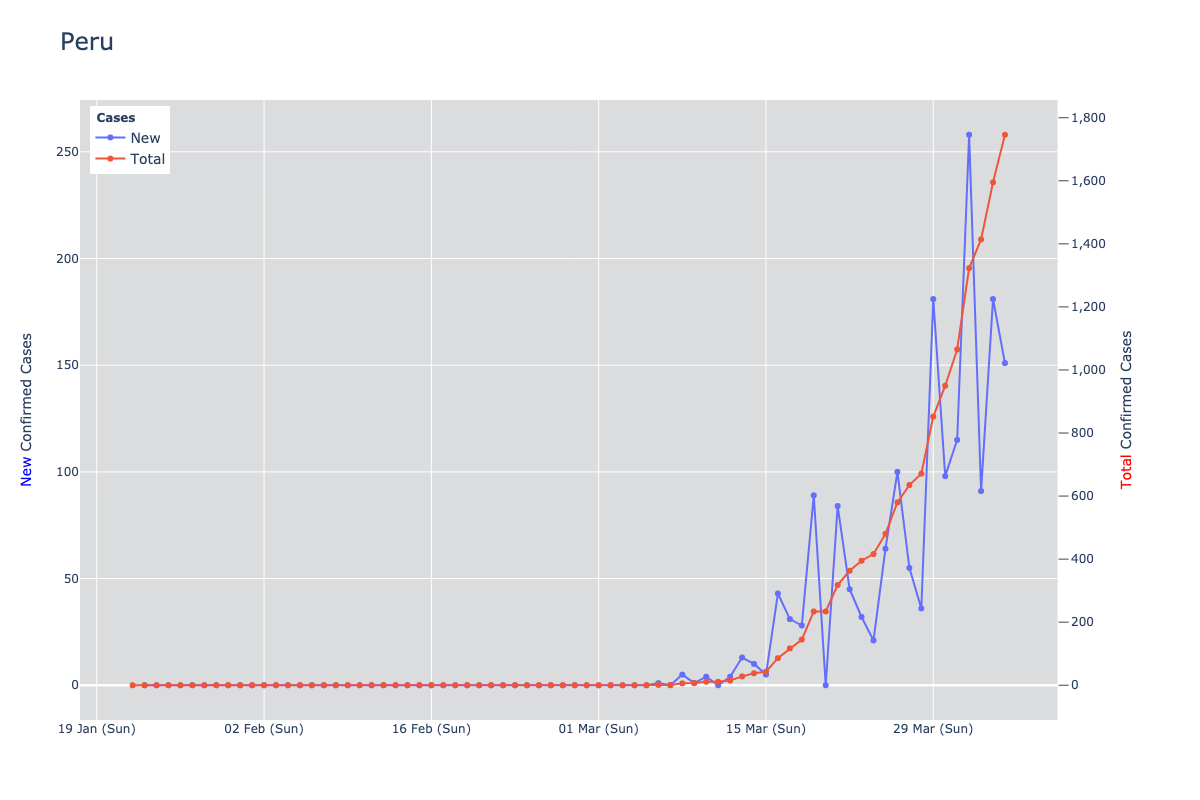 Peru
Cases
New
Total
250
200
150
100
50
0
1,800
1,600
1,400
1,200
1,000
800
600
400
200
0
New Confirmed Cases
Total Confirmed Cases
19 Jan (Sun)
02 Feb (Sun)
16 Feb (Sun)
01 Mar (Sun)
15 Mar (Sun)
29 Mar (Sun)